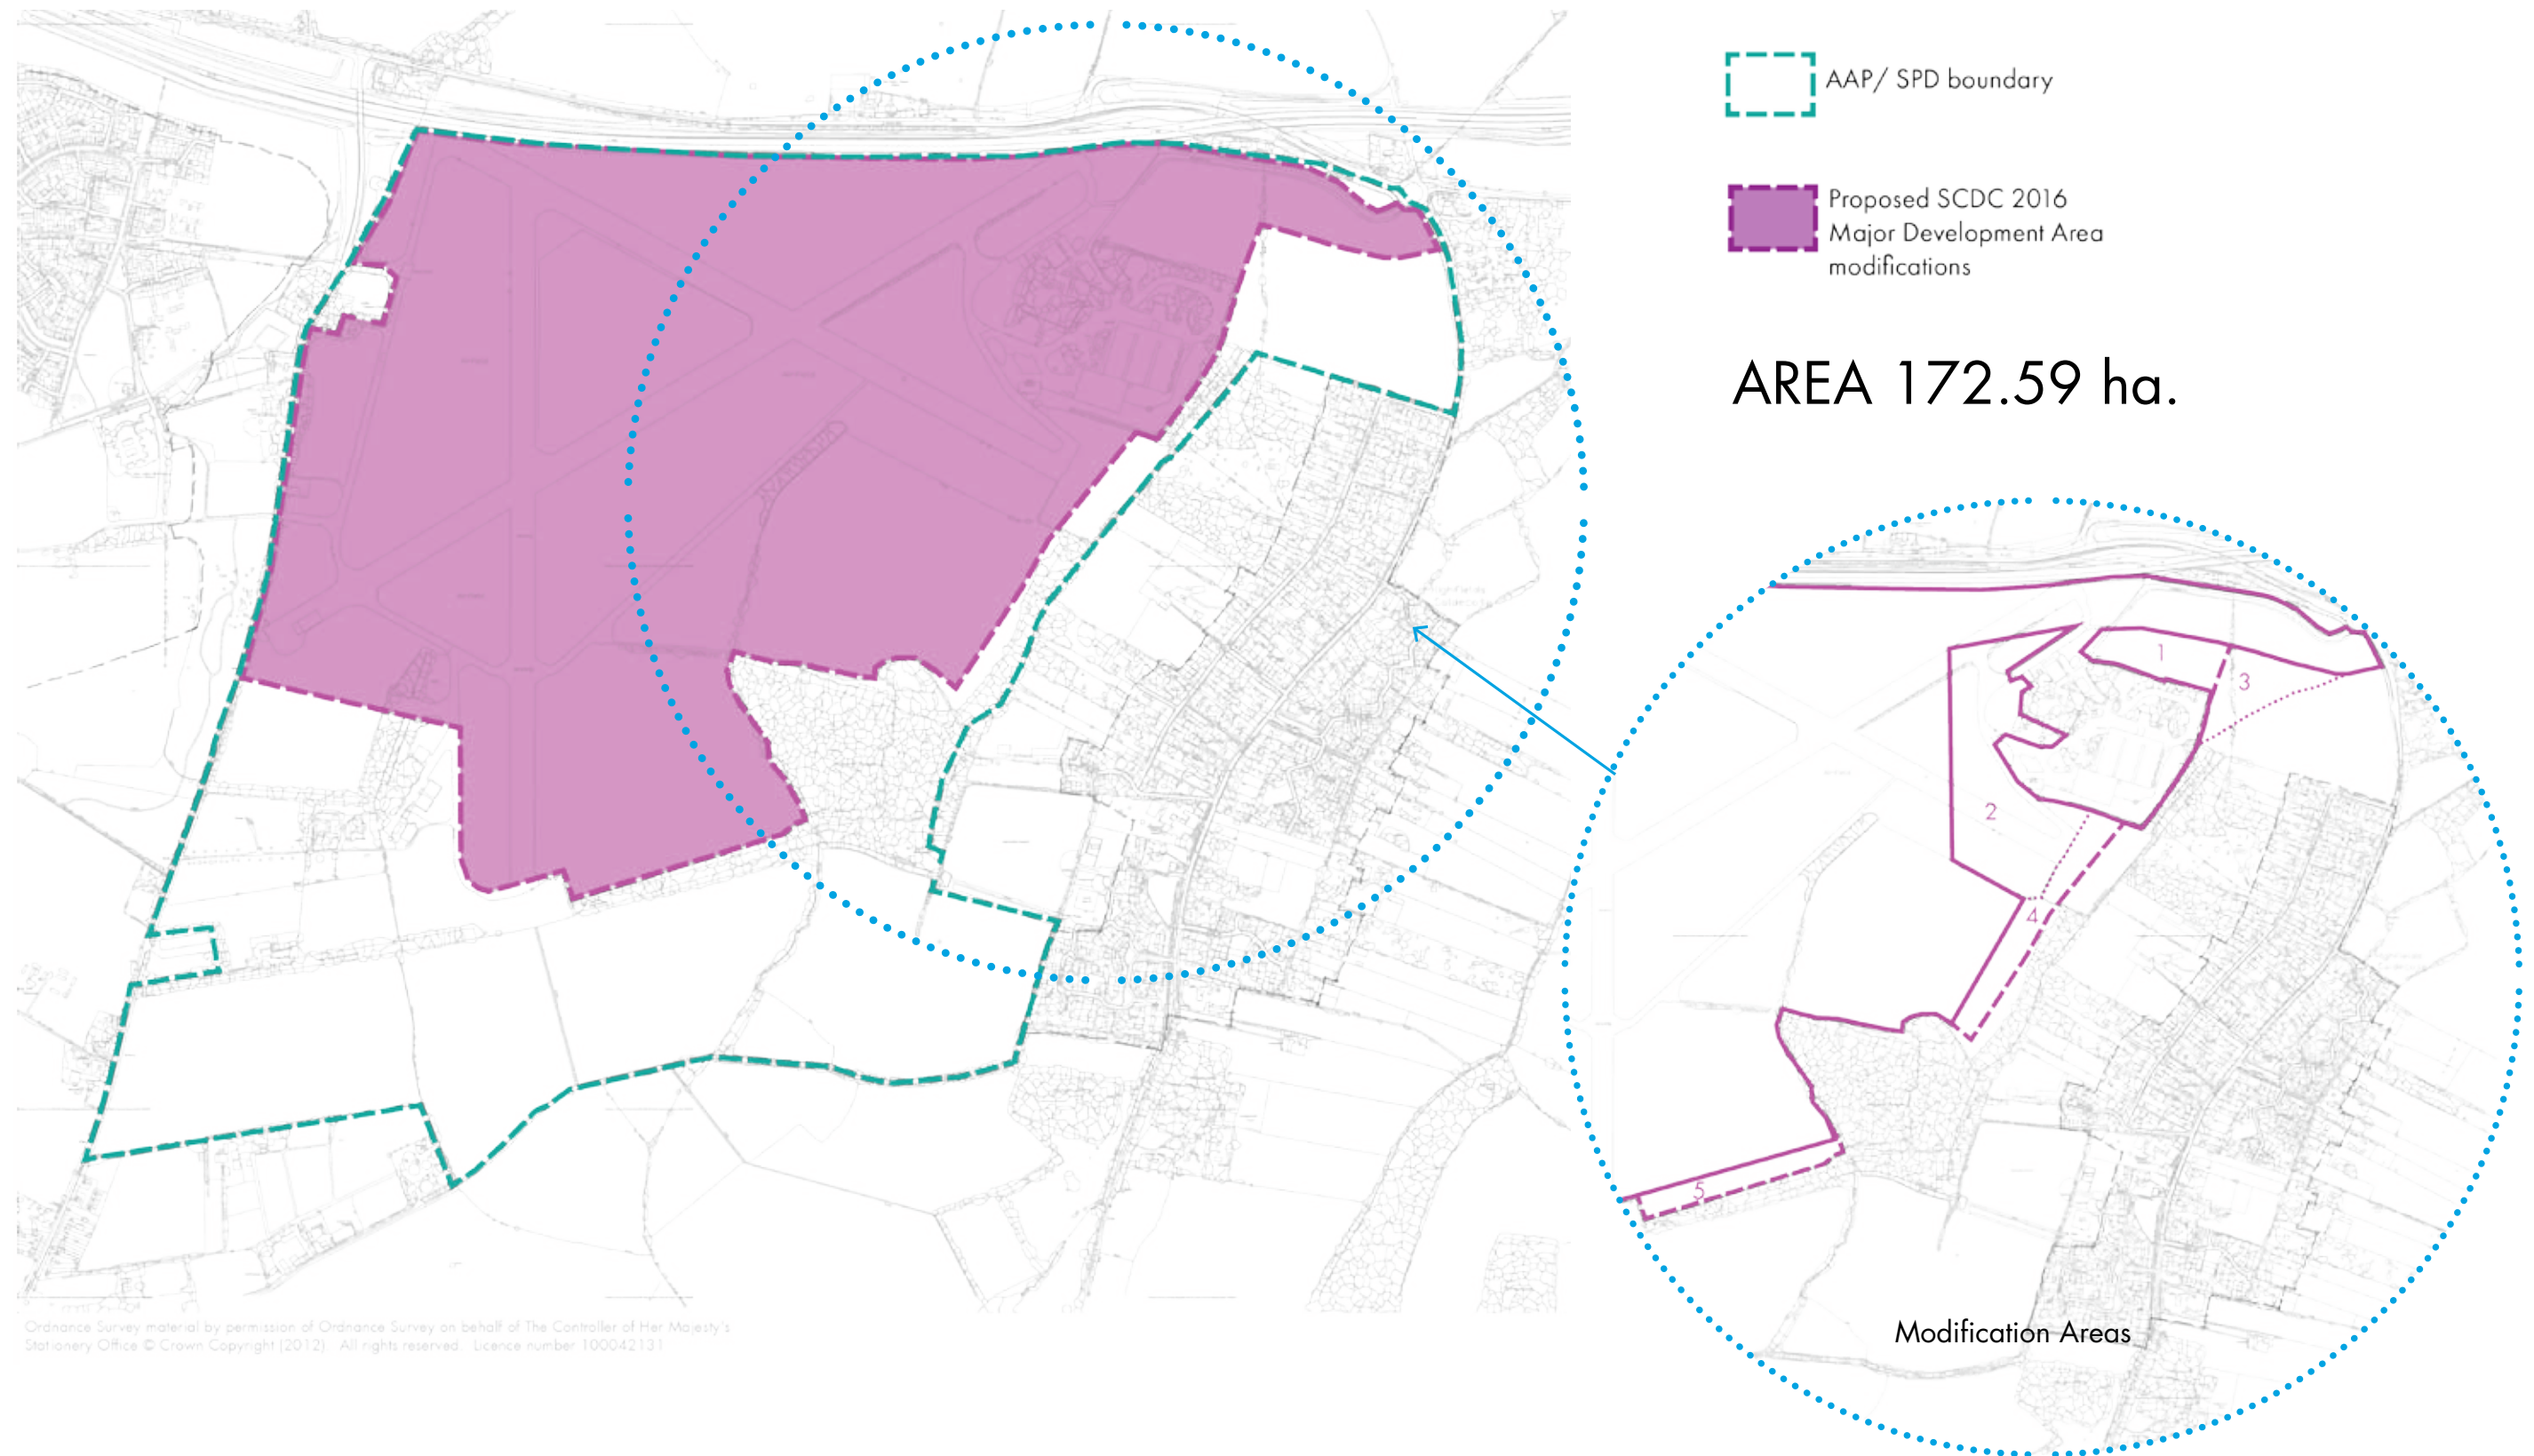 AAP/ SPD boundary
Proposed SCDC 2016
Major Development Area
modifications
AREA 172.59 ha.
1
3
2
4
5
Modification Areas
Ordnance Survey material by permission of Ordnance Survey on behalf of The Controller of Her Majesty's
Stationery Office © Crown Copyright (2012). All rights reserved. Licence number 100042131